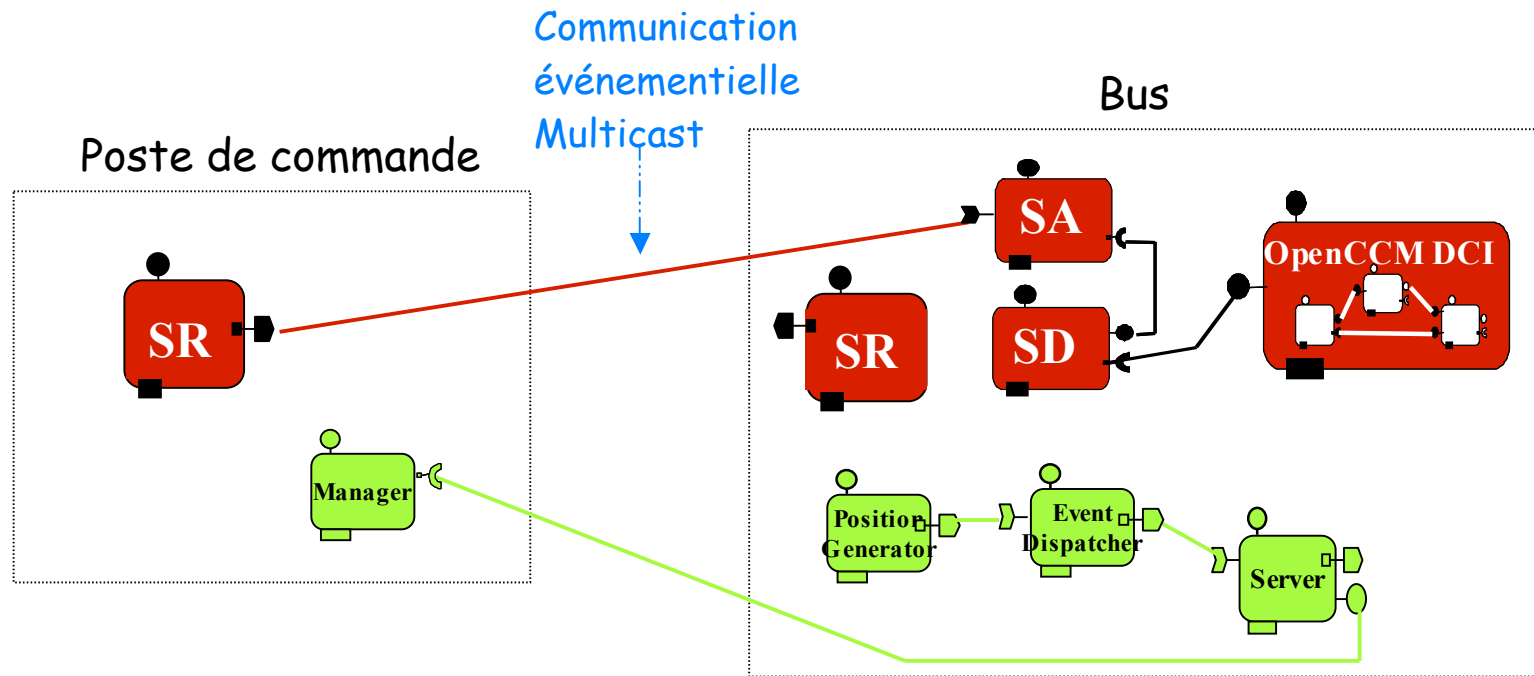 Communication
événementielle
Multicast
Bus
Poste de commande
SA
OpenCCM DCI
SR
SR
SD
Manager
Position
Generator
Event
Dispatcher
Server